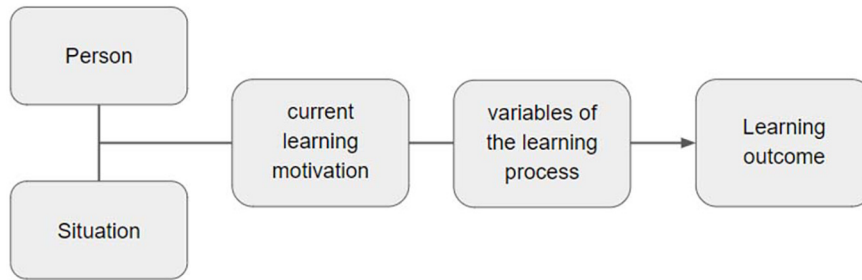 Person
Situation
current
learning
motivation
variables of
the learning
process
Learning
outcome